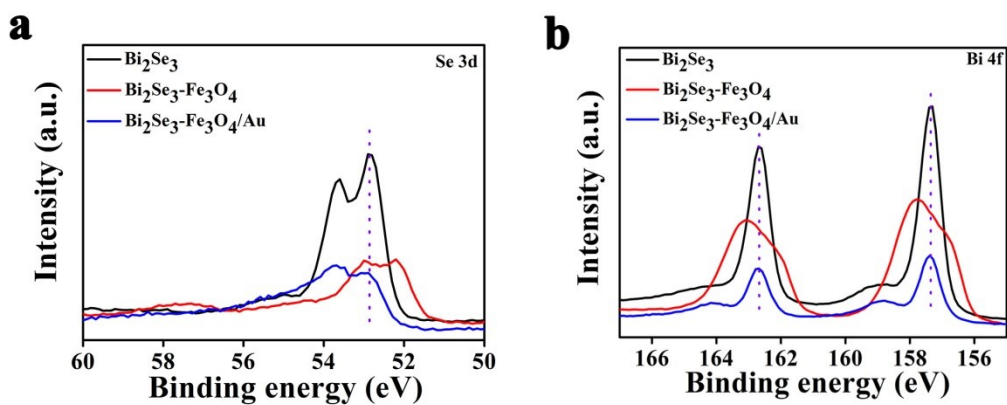 a
Se 3d
Bi₂Se₃
Bi₂Se₃-Fe₃O₄
Bi₂Se₃-Fe₃O₄/Au
Intensity (a.u.)
60 58 56 54 52 50
Binding energy (eV)
b
Bi 4f
Bi₂Se₃
Bi₂Se₃-Fe₃O₄
Bi₂Se₃-Fe₃O₄/Au
Intensity (a.u.)
166 164 162 160 158 156
Binding energy (eV)